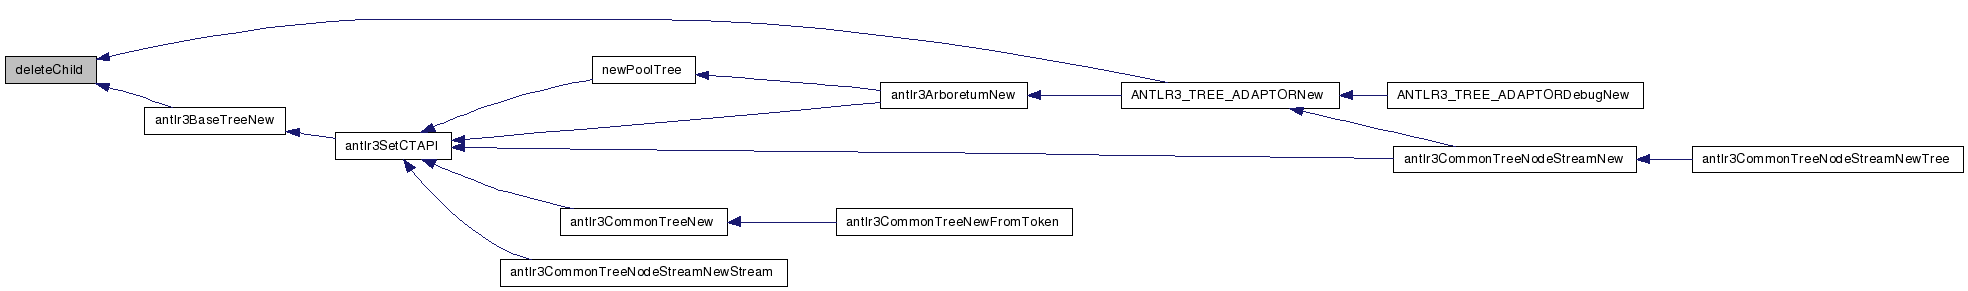 deleteChild
antlr3BaseTreeNew
antlr3SetCTAPI
newPoolTree
antlr3ArboretumNew
ANTLR3_TREE_ADAPTORNew
ANTLR3_TREE_ADAPTORDebugNew
antlr3CommonTreeNodeStreamNew
antlr3CommonTreeNodeStreamNewTree
antlr3CommonTreeNew
antlr3CommonTreeNewFromToken
antlr3CommonTreeNodeStreamNewStream